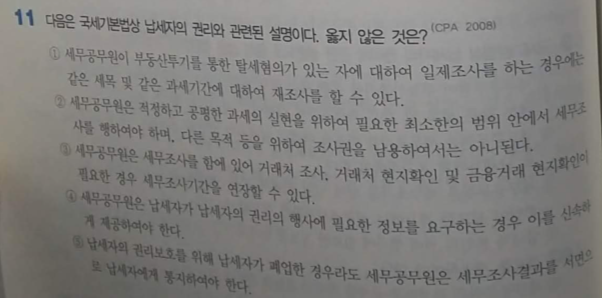 11 다음은 국세기본법상 납세자의 권리와 관련된 설명이다. 옳지 않은 것은? (CPA 2008)
① 세무공무원이 부동산투기를 통한 탈세혐의가 있는 자에 대하여 일제조사를 하는 경우에는
같은 세목 및 같은 과세기간에 대하여 재조사를 할 수 있다.
② 세무공무원은 적정하고 공평한 과세의 실현을 위하여 필요한 최소한의 범위 안에서 세무조
사를 행하여야 하며, 다른 목적 등을 위하여 조사권을 남용하여서는 아니된다.
③ 세무공무원은 세무조사를 함에 있어 거래처 조사, 거래처 현지확인 및 금융거래 현지확인이
필요한 경우 세무조사기간을 연장할 수 있다.
④ 세무공무원은 납세자가 납세자의 권리의 행사에 필요한 정보를 요구하는 경우 이를 신속하
게 제공하여야 한다.
⑤ 납세자의 권리보호를 위해 납세자가 폐업한 경우라도 세무공무원은 세무조사결과를 서면으
로 납세자에게 통지하여야 한다.